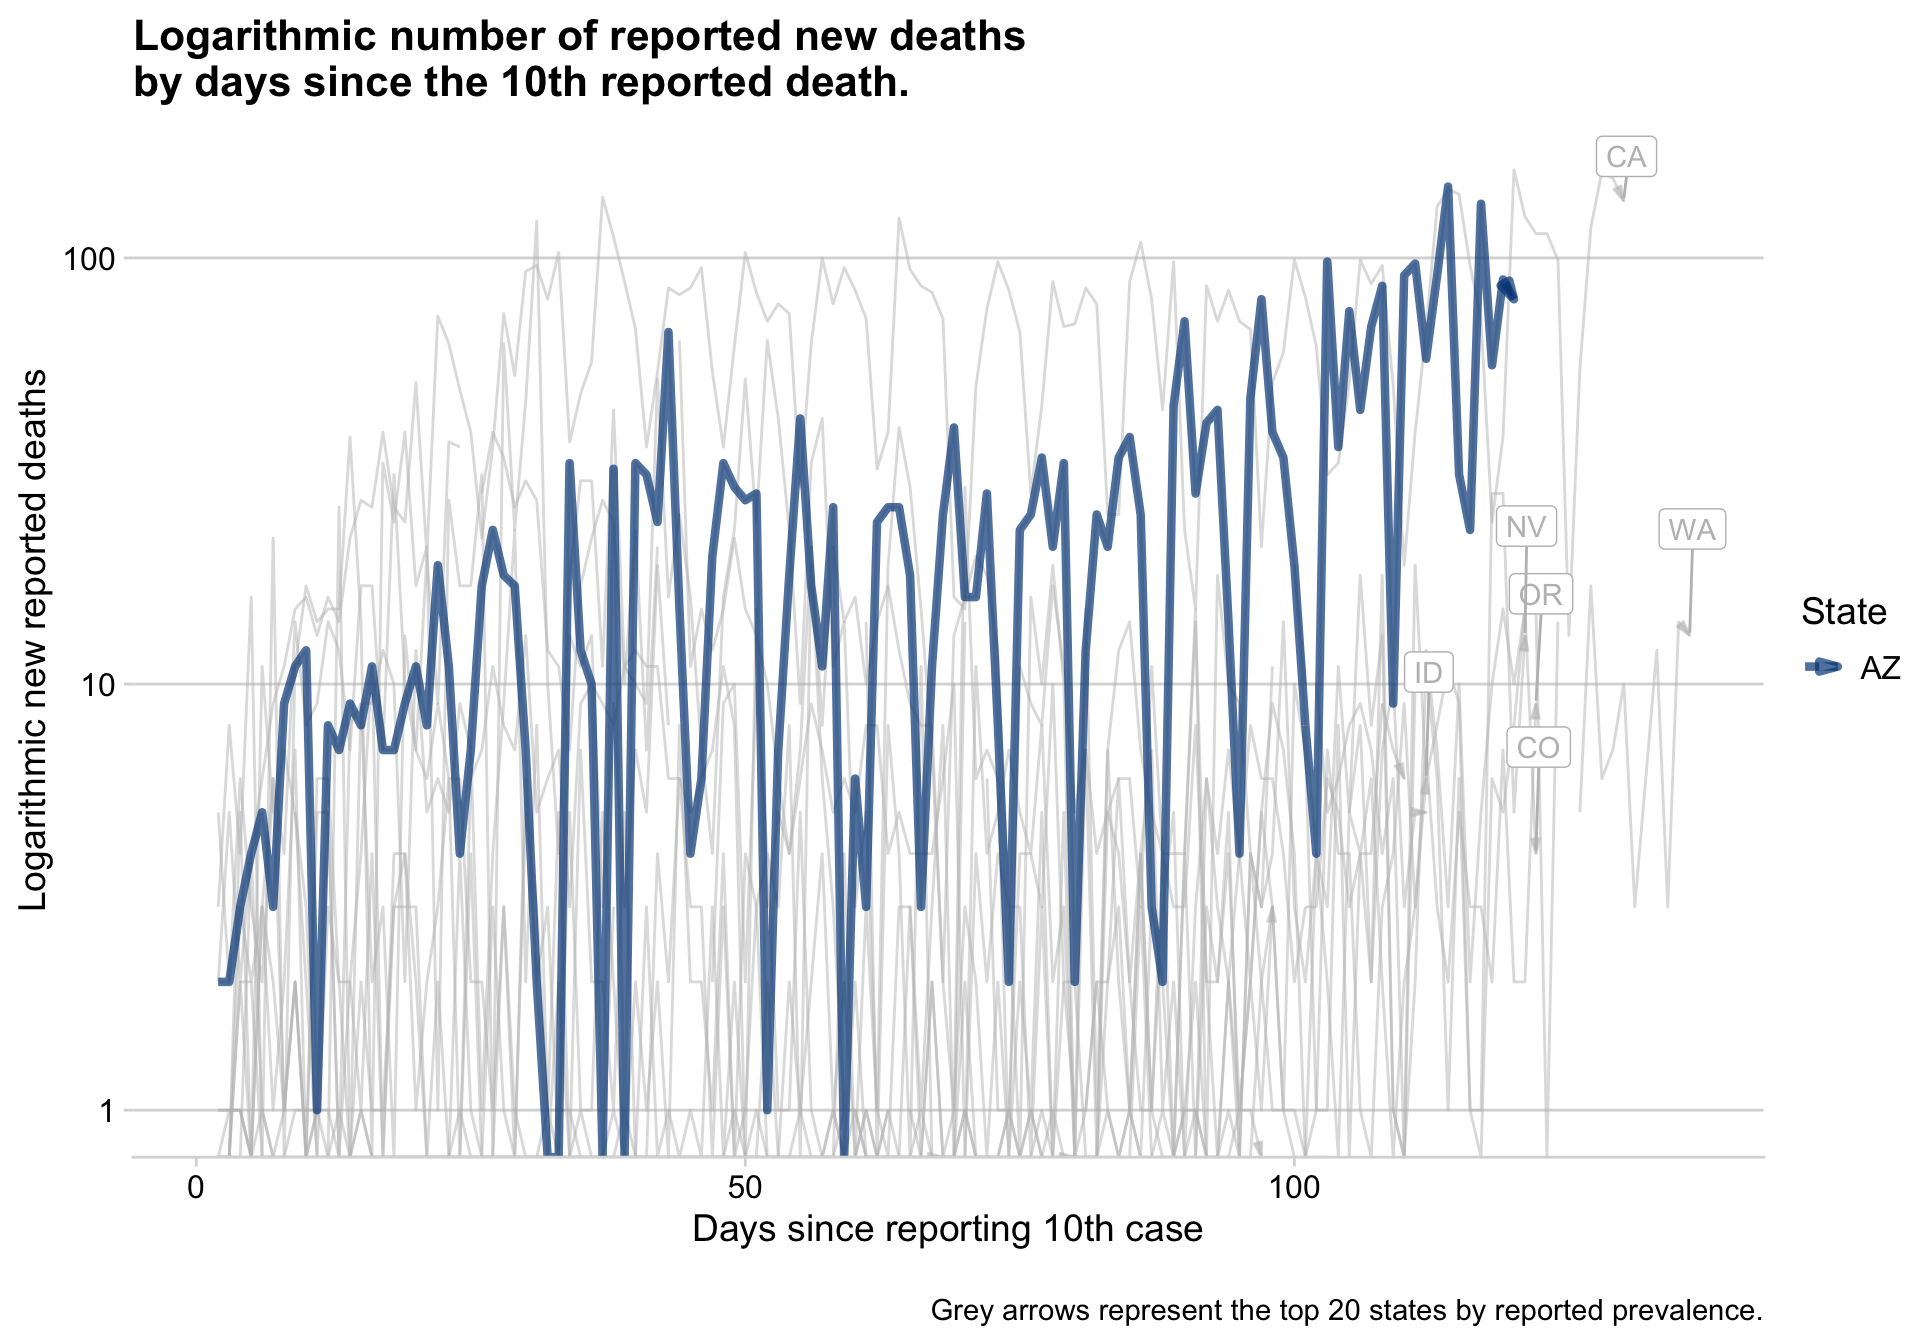 Logarithmic number of reported new deaths
by days since the 10th reported death.
Logarithmic new reported deaths
100
10
1
CA
NV
WA
OR
ID
CO
State
AZ
0
50
100
Days since reporting 10th case
Grey arrows represent the top 20 states by reported prevalence.